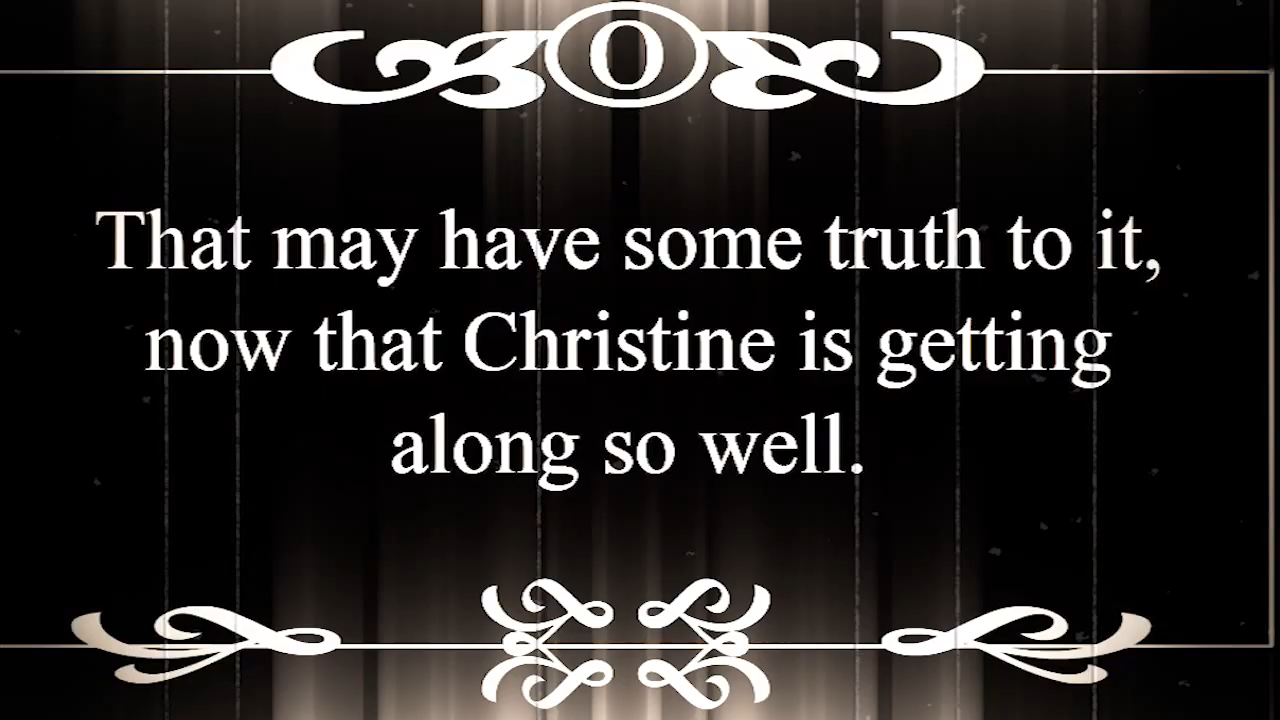 O
That may have some truth to it,
now that Christine is getting
along so well.